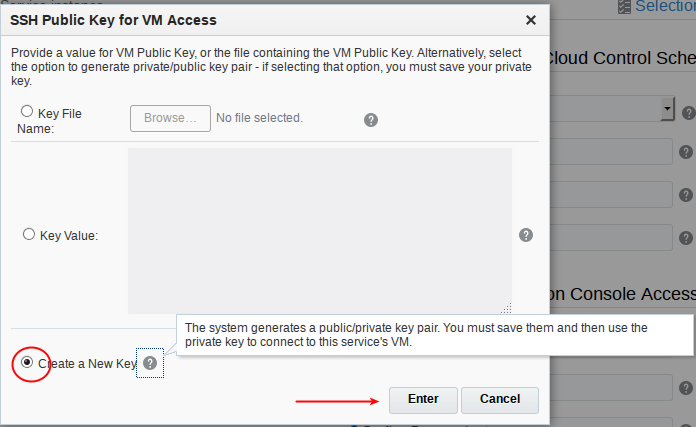 Service instance
Selection
SSH Public Key for VM Access
Provide a value for VM Public Key, or the file containing the VM Public Key. Alternatively, select
the option to generate private/public key pair - if selecting that option, you must save your private
key.
Cloud Control Sche
Key File
Name:
Browse...
No file selected.
Key Value:
on Console Access
The system generates a public/private key pair. You must save them and then use the
private key to connect to this service's VM.
Create a New Key
Enter
Cancel